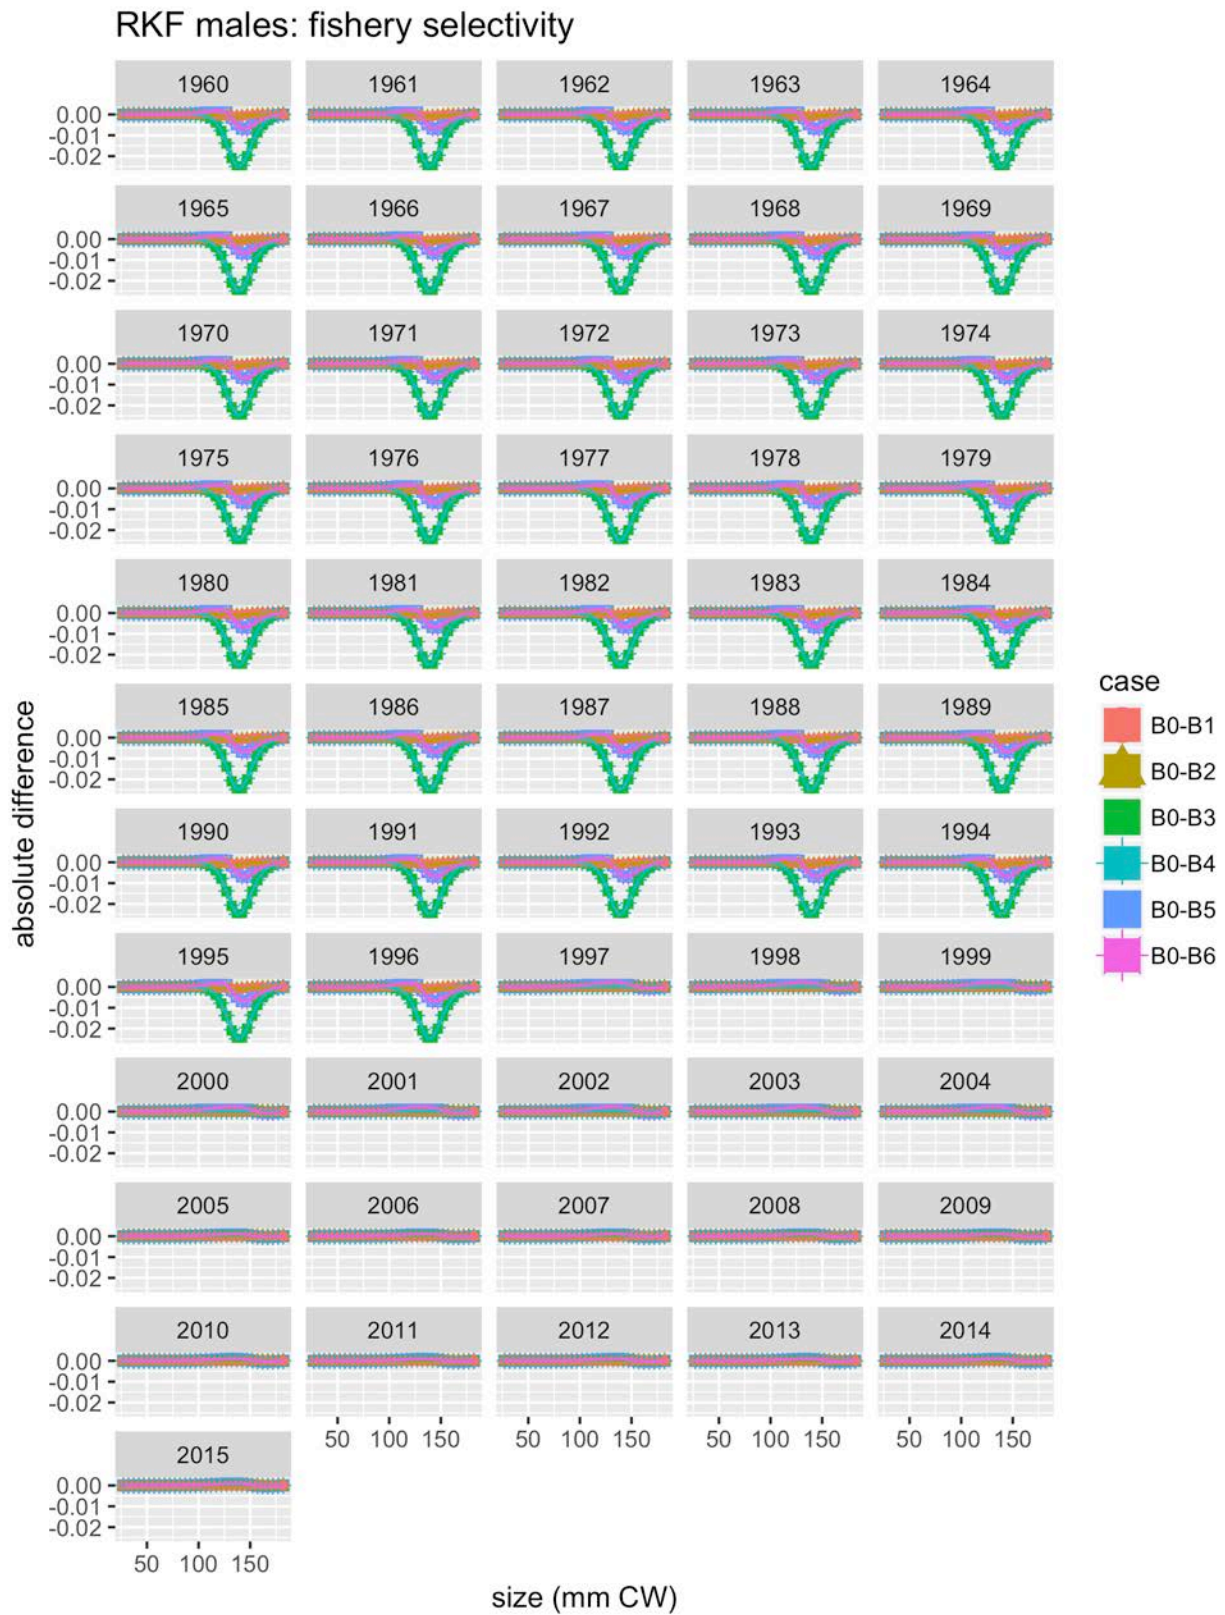 RKF males: fishery selectivity
1960 1961 1962 1963 1964
0.00
-0.01
-0.02
1965 1966 1967 1968 1969
0.00
-0.01
-0.02
1970 1971 1972 1973 1974
0.00
-0.01
-0.02
1975 1976 1977 1978 1979
0.00
-0.01
-0.02
1980 1981 1982 1983 1984
0.00
-0.01
-0.02
1985 1986 1987 1988 1989
0.00
-0.01
-0.02
1990 1991 1992 1993 1994
0.00
-0.01
-0.02
1995 1996 1997 1998 1999
0.00
-0.01
-0.02
2000 2001 2002 2003 2004
0.00
-0.01
-0.02
2005 2006 2007 2008 2009
0.00
-0.01
-0.02
2010 2011 2012 2013 2014
0.00
-0.01
-0.02
50 100 150 50 100 150 50 100 150 50 100 150
2015
0.00
-0.01
-0.02
50 100 150
size (mm CW)
absolute difference
case
B0-B1
B0-B2
B0-B3
B0-B4
B0-B5
B0-B6